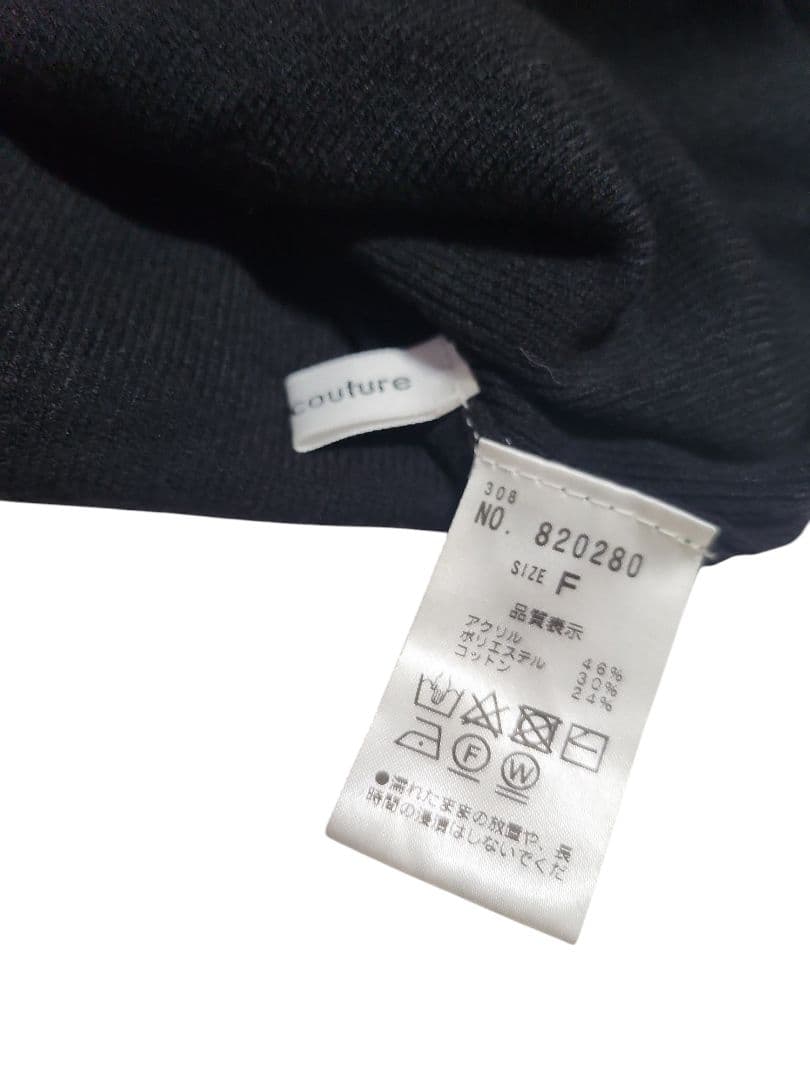 couture
308
NO. 820280
SIZE F
品質表示
アクリル 46%
ポリエステル 30%
コットン 24%
F W
●濡れたままの放置や、長
時間の浸漬はしないでくだ